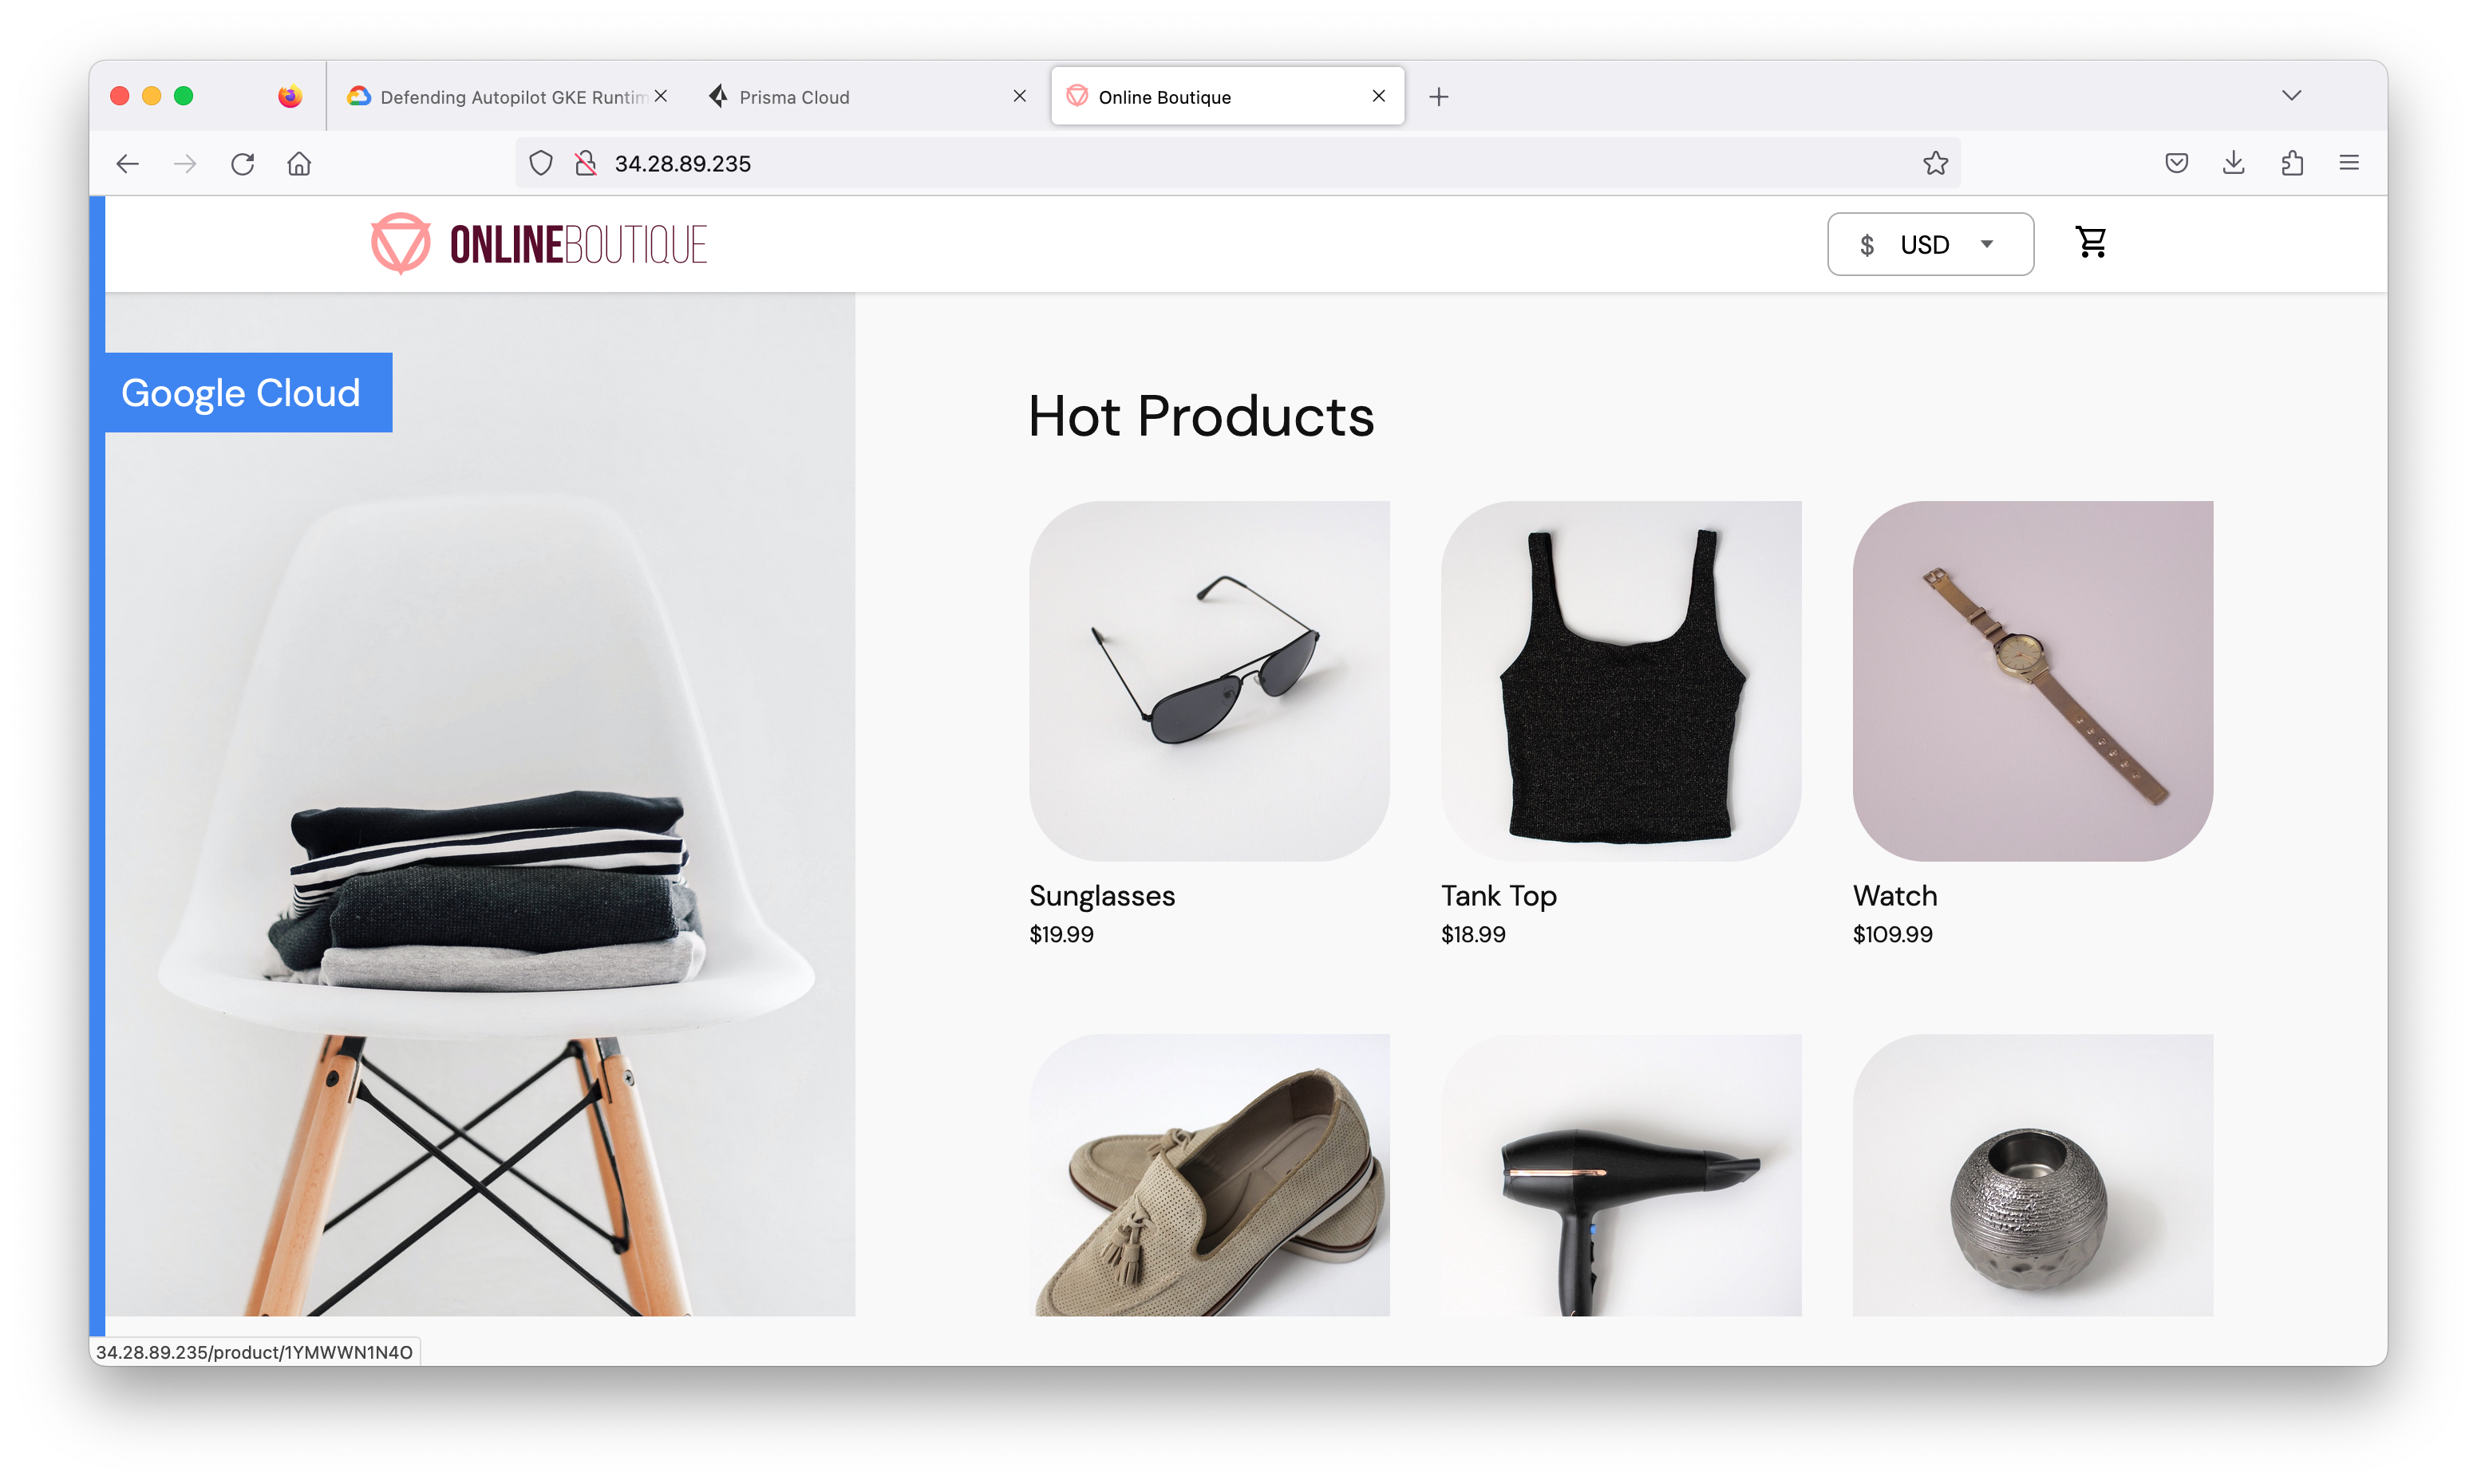 Defending Autopilot GKE Runtim
Prisma Cloud
Online Boutique
34.28.89.235
ONLINEBOUTIQUE
$ USD
Google Cloud
Hot Products
Sunglasses
$19.99
Tank Top
$18.99
Watch
$109.99
34.28.89.235/product/1YMWWN1N4O